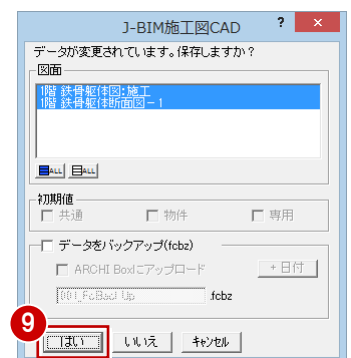 J-BIM施工図CAD ? ×
データが変更されています。保存しますか？
図面
1階 鉄骨躯体図:施工
1階 鉄骨躯体断面図－1
ALL ALL
初期値
共通 物件 専用
データをバックアップ(fcbz)
ARCHI Boxにアップロード +日付
001_FcBacl Up .fcbz
9
はい いいえ キャンセル